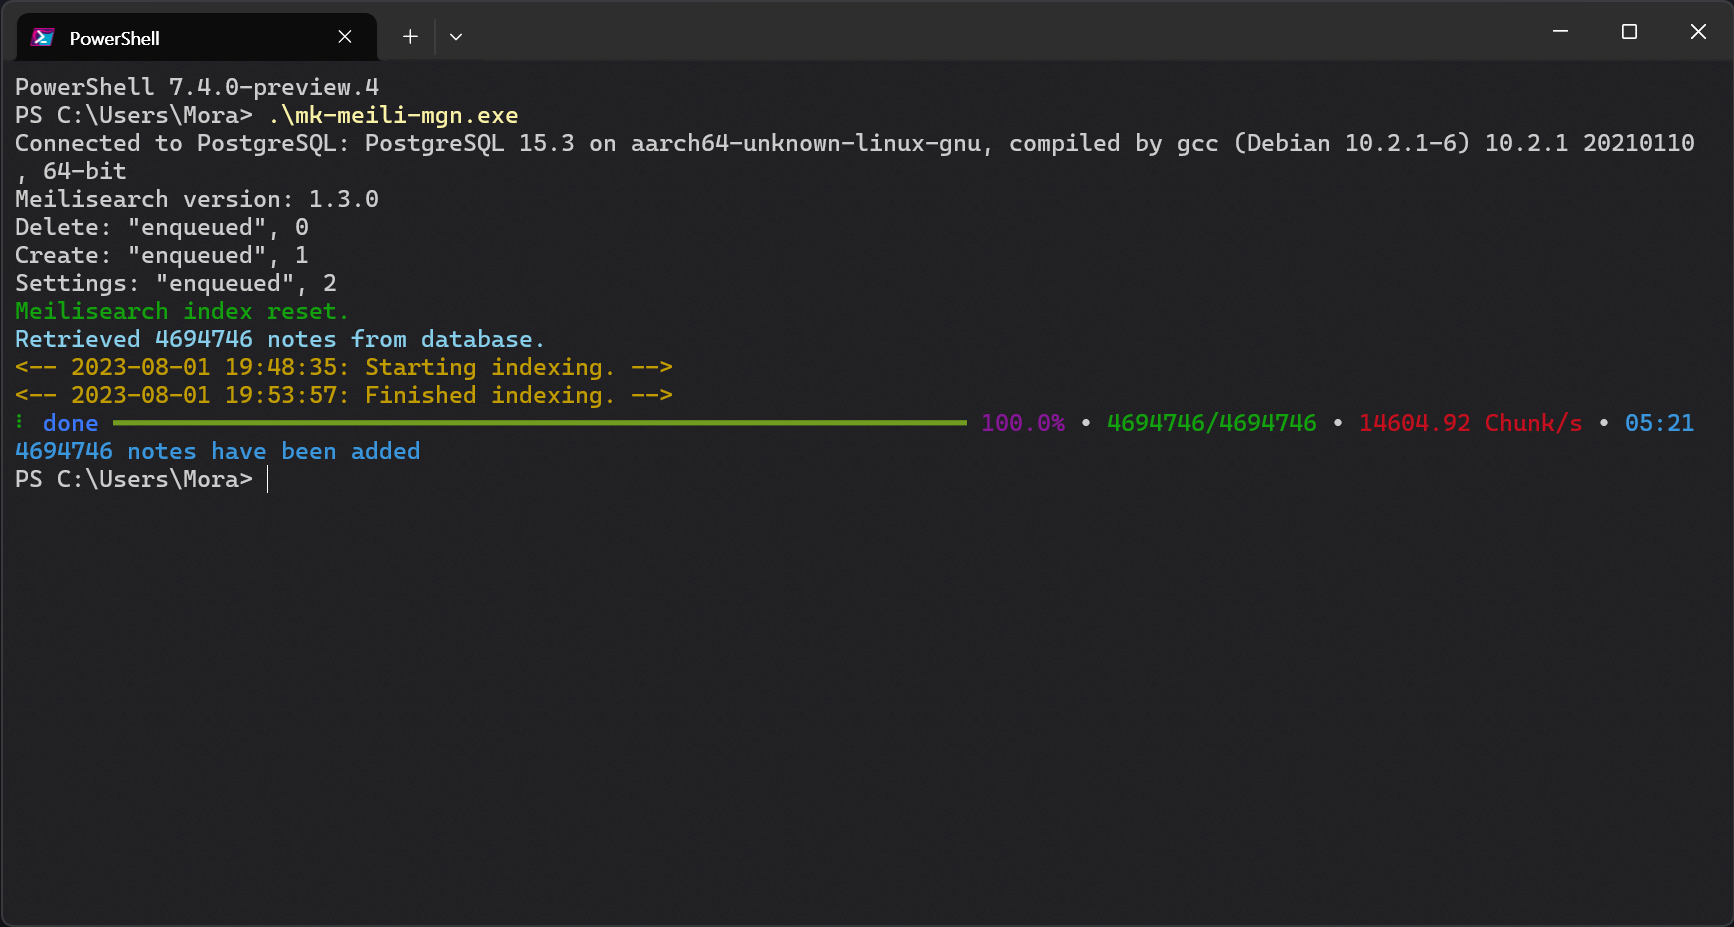 PowerShell
PowerShell 7.4.0-preview.4
PS C:\Users\Mora> .\mk-meili-mgn.exe
Connected to PostgreSQL: PostgreSQL 15.3 on aarch64-unknown-linux-gnu, compiled by gcc (Debian 10.2.1-6) 10.2.1 20210110
, 64-bit
Meilisearch version: 1.3.0
Delete: "enqueued", 0
Create: "enqueued", 1
Settings: "enqueued", 2
Meilisearch index reset.
Retrieved 4694746 notes from database.
<-- 2023-08-01 19:48:35: Starting indexing. -->
<-- 2023-08-01 19:53:57: Finished indexing. -->
⠇ done ━━━━━━━━━━━━━━━━━━━━━━━━━━━━━━━━━━━━━━━━━━━━━━━━━━━━━━━━━━━━━ 100.0% • 4694746/4694746 • 14604.92 Chunk/s • 05:21
4694746 notes have been added
PS C:\Users\Mora>